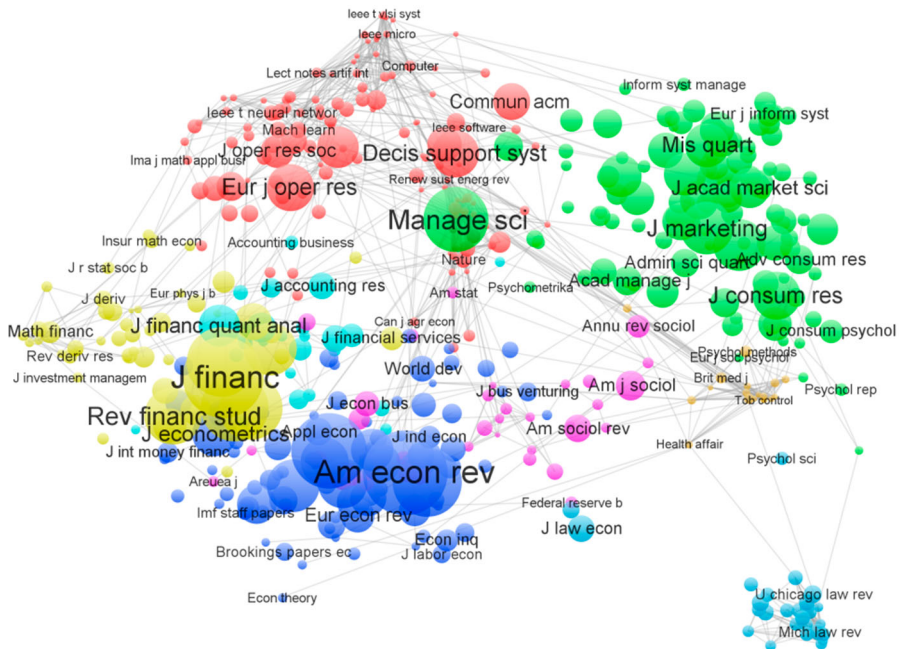 Ieee t vlsi syst
Ieee micro
Computer
Lect notes artif int
Inform syst manage
Commun acm
Ieee t neural networ
Eur j inform syst
Mach learn
Ieee software
J oper res soc
Decis support syst
Mis quart
Ima j math appl busi
Renew sust energ rev
Eur j oper res
J acad market sci
Manage sci
J marketing
Insur math econ
Accounting business
Nature
Admin sci quart
Adv consum res
J r stat soc b
Acad manage j
J accounting res
Psychometrika
Am stat
Eur phys j b
J consum res
J deriv
Can j agr econ
J financ quant anal
Annu rev sociol
Math financ
J financial services
J consum psychol
Psychol methods
Rev deriv res
Eur j soc psychol
World dev
J financ
J investment managem
Brit med j
J bus venturing
Am j sociol
Psychol rep
Tob control
J econ bus
Rev financ stud
Am sociol rev
Appl econ
J econometrics
J ind econ
Health affair
J int money financ
Psychol sci
Am econ rev
Areuea j
Federal reserve b
Imf staff papers
Eur econ rev
J law econ
Econ inq
Brookings papers ec
J labor econ
U chicago law rev
Econ theory
Mich law rev